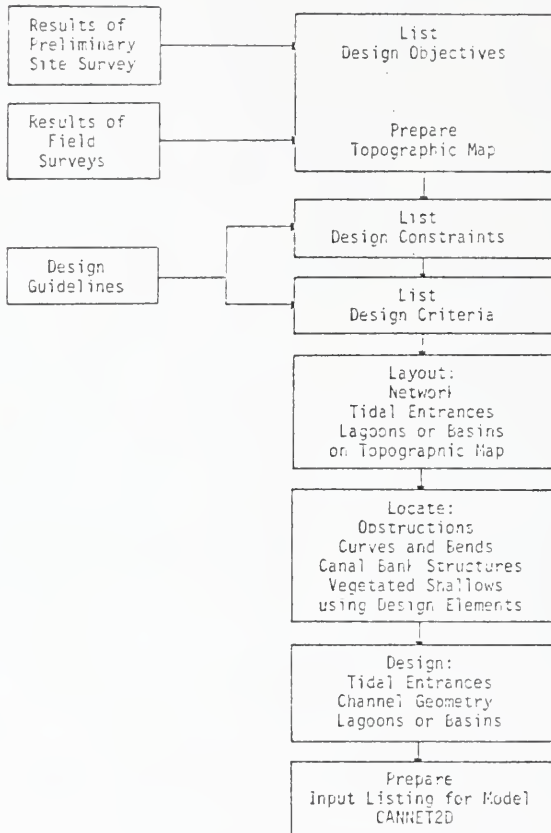 Results of
Preliminary
Site Survey
List
Design Objectives
Results of
Field
Surveys
Prepare
Topographic Map
List
Design Constraints
Design
Guidelines
List
Design Criteria
Layout:
Network
Tidal Entrances
Lagoons or Basins
on Topographic Map
Locate:
Obstructions
Curves and Bends
Canal Bank Structures
Vegetated Shallows
using Design Elements
Design:
Tidal Entrances
Channel Geometry
Lagoons or Basins
Prepare
Input Listing for Model
CANNET2D